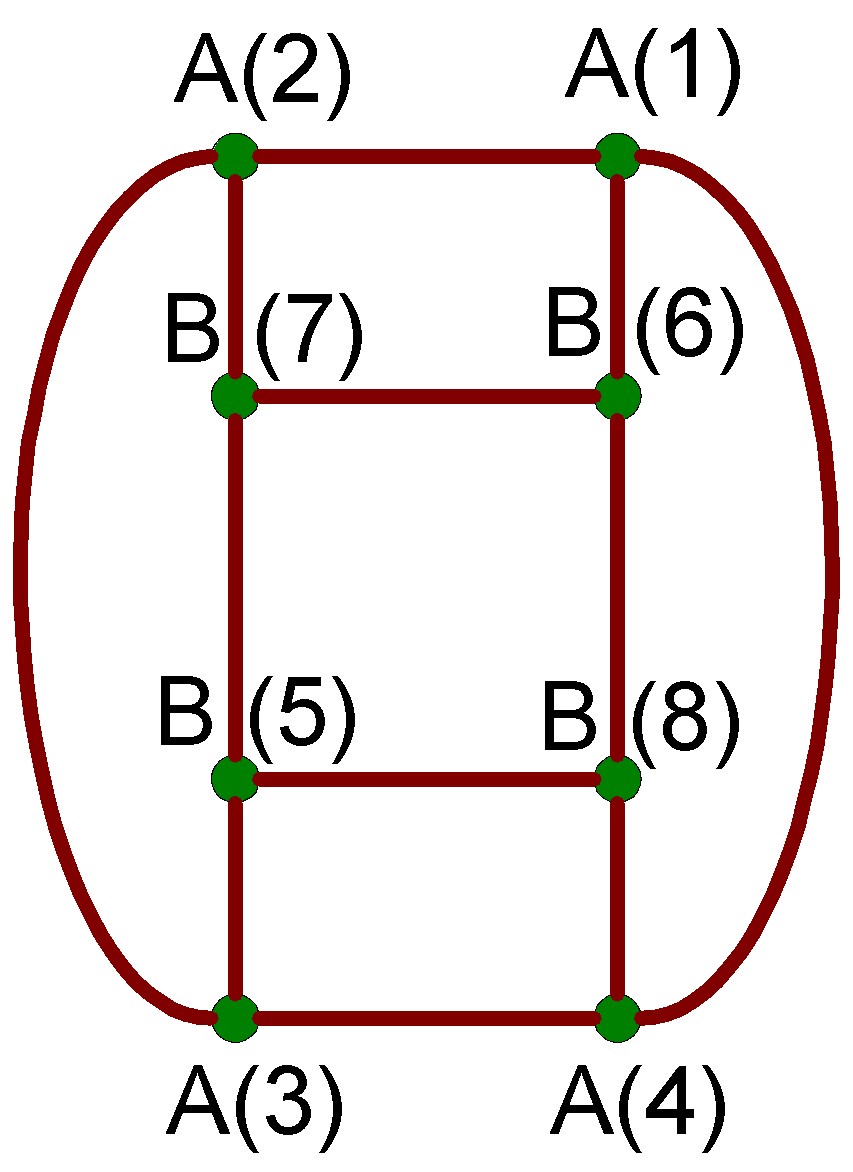 A(2) A(1)
B (7) B (6)
B (5) B (8)
A(3) A(4)